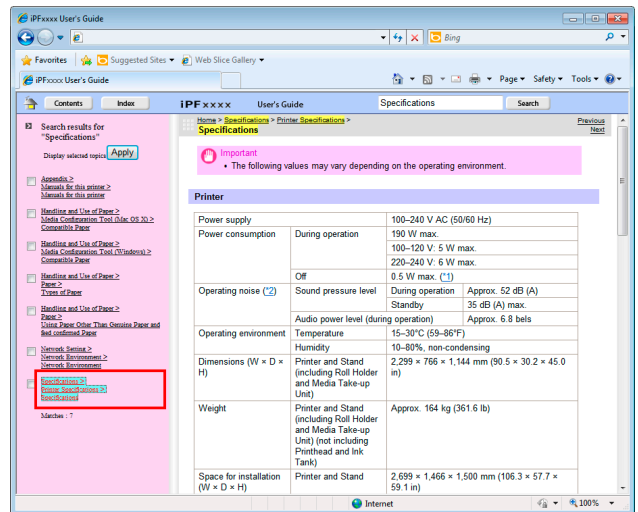 iPFxxxx User's Guide
Bing
Favorites Suggested Sites Web Slice Gallery
iPFxxxx User's Guide Page Safety Tools
Contents Index iPFxxxx User's Guide Specifications Search
Search results for
"Specifications"
Display selected topics Apply
Appendix >
Manuals for this printer >
Manuals for this printer
Handling and Use of Paper >
Media Configuration Tool (Mac OS X) >
Compatible Paper
Handling and Use of Paper >
Media Configuration Tool (Windows) >
Compatible Paper
Handling and Use of Paper >
Paper >
Types of Paper
Handling and Use of Paper >
Paper >
Using Paper Other Than Genuine Paper and
feed confirmed Paper
Network Setting >
Network Environment >
Network Environment
Specifications >
Printer Specifications >
Specifications
Matches : 7
Home > Specifications > Printer Specifications >
Specifications
Previous
Next
Important
• The following values may vary depending on the operating environment.
Printer
Power supply 100–240 V AC (50/60 Hz)
Power consumption During operation 190 W max.
100–120 V: 5 W max.
220–240 V: 6 W max.
Off 0.5 W max. (*1)
Operating noise (*2) Sound pressure level During operation Approx. 52 dB (A)
Standby 35 dB (A) max.
Audio power level (during operation) Approx. 6.8 bels
Operating environment Temperature 15–30°C (59–86°F)
Humidity 10–80%, non-condensing
Dimensions (W × D × Printer and Stand 2,299 × 766 × 1,144 mm (90.5 × 30.2 × 45.0
H) (including Roll Holder in)
and Media Take-up
Unit)
Weight Printer and Stand Approx. 164 kg (361.6 lb)
(including Roll Holder
and Media Take-up
Unit) (not including
Printhead and Ink
Tank)
Space for installation Printer and Stand 2,699 × 1,466 × 1,500 mm (106.3 × 57.7 ×
(W × D × H) 59.1 in)
Internet 100%